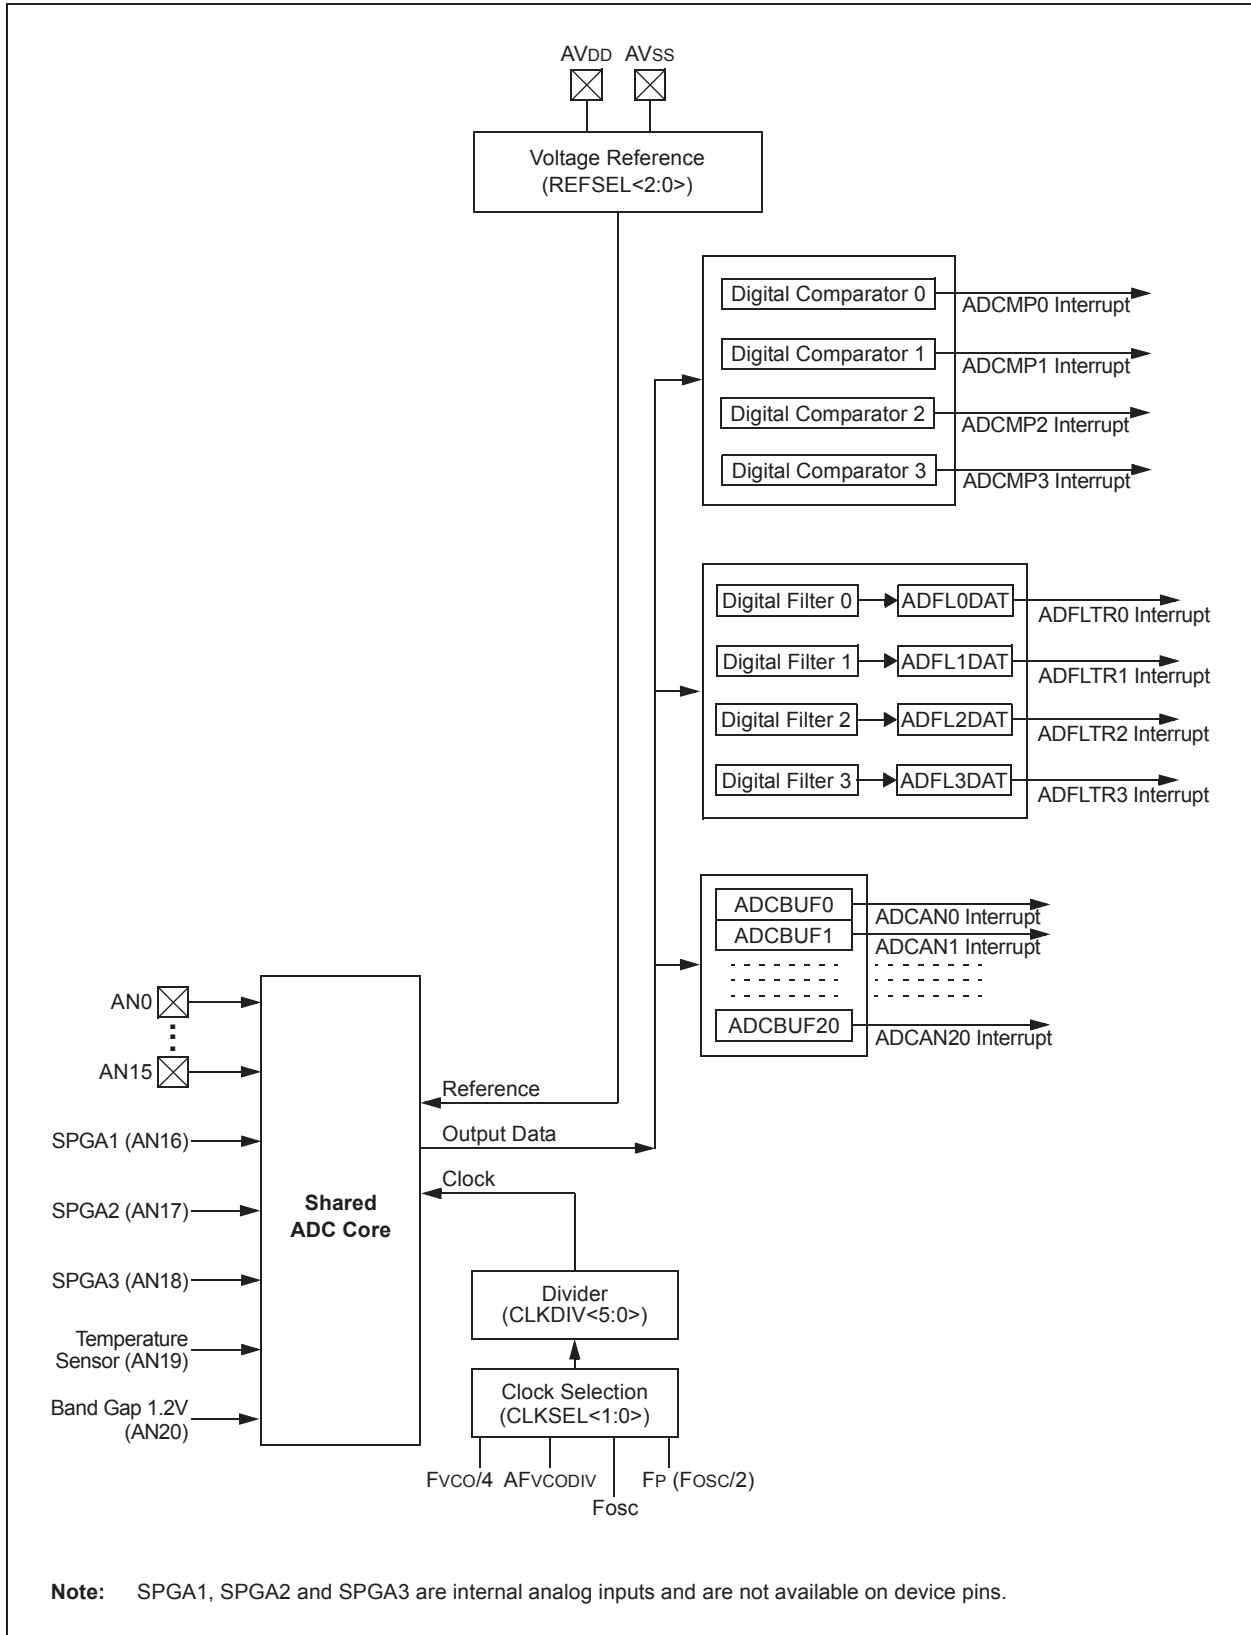 AVDD AVSS
Voltage Reference
(REFSEL<2:0>)
Digital Comparator 0
ADCMP0 Interrupt
Digital Comparator 1
ADCMP1 Interrupt
Digital Comparator 2
ADCMP2 Interrupt
Digital Comparator 3
ADCMP3 Interrupt
Digital Filter 0
ADFL0DAT
ADFLTR0 Interrupt
Digital Filter 1
ADFL1DAT
ADFLTR1 Interrupt
Digital Filter 2
ADFL2DAT
ADFLTR2 Interrupt
Digital Filter 3
ADFL3DAT
ADFLTR3 Interrupt
ADCBUF0
ADCAN0 Interrupt
ADCBUF1
ADCAN1 Interrupt
ADCBUF20
ADCAN20 Interrupt
AN0
AN15
SPGA1 (AN16)
SPGA2 (AN17)
SPGA3 (AN18)
Temperature
Sensor (AN19)
Band Gap 1.2V
(AN20)
Shared
ADC Core
Reference
Output Data
Clock
Divider
(CLKDIV<5:0>)
Clock Selection
(CLKSEL<1:0>)
FVCO/4 AFVCODIV FP (FOSC/2)
Fosc
Note: SPGA1, SPGA2 and SPGA3 are internal analog inputs and are not available on device pins.